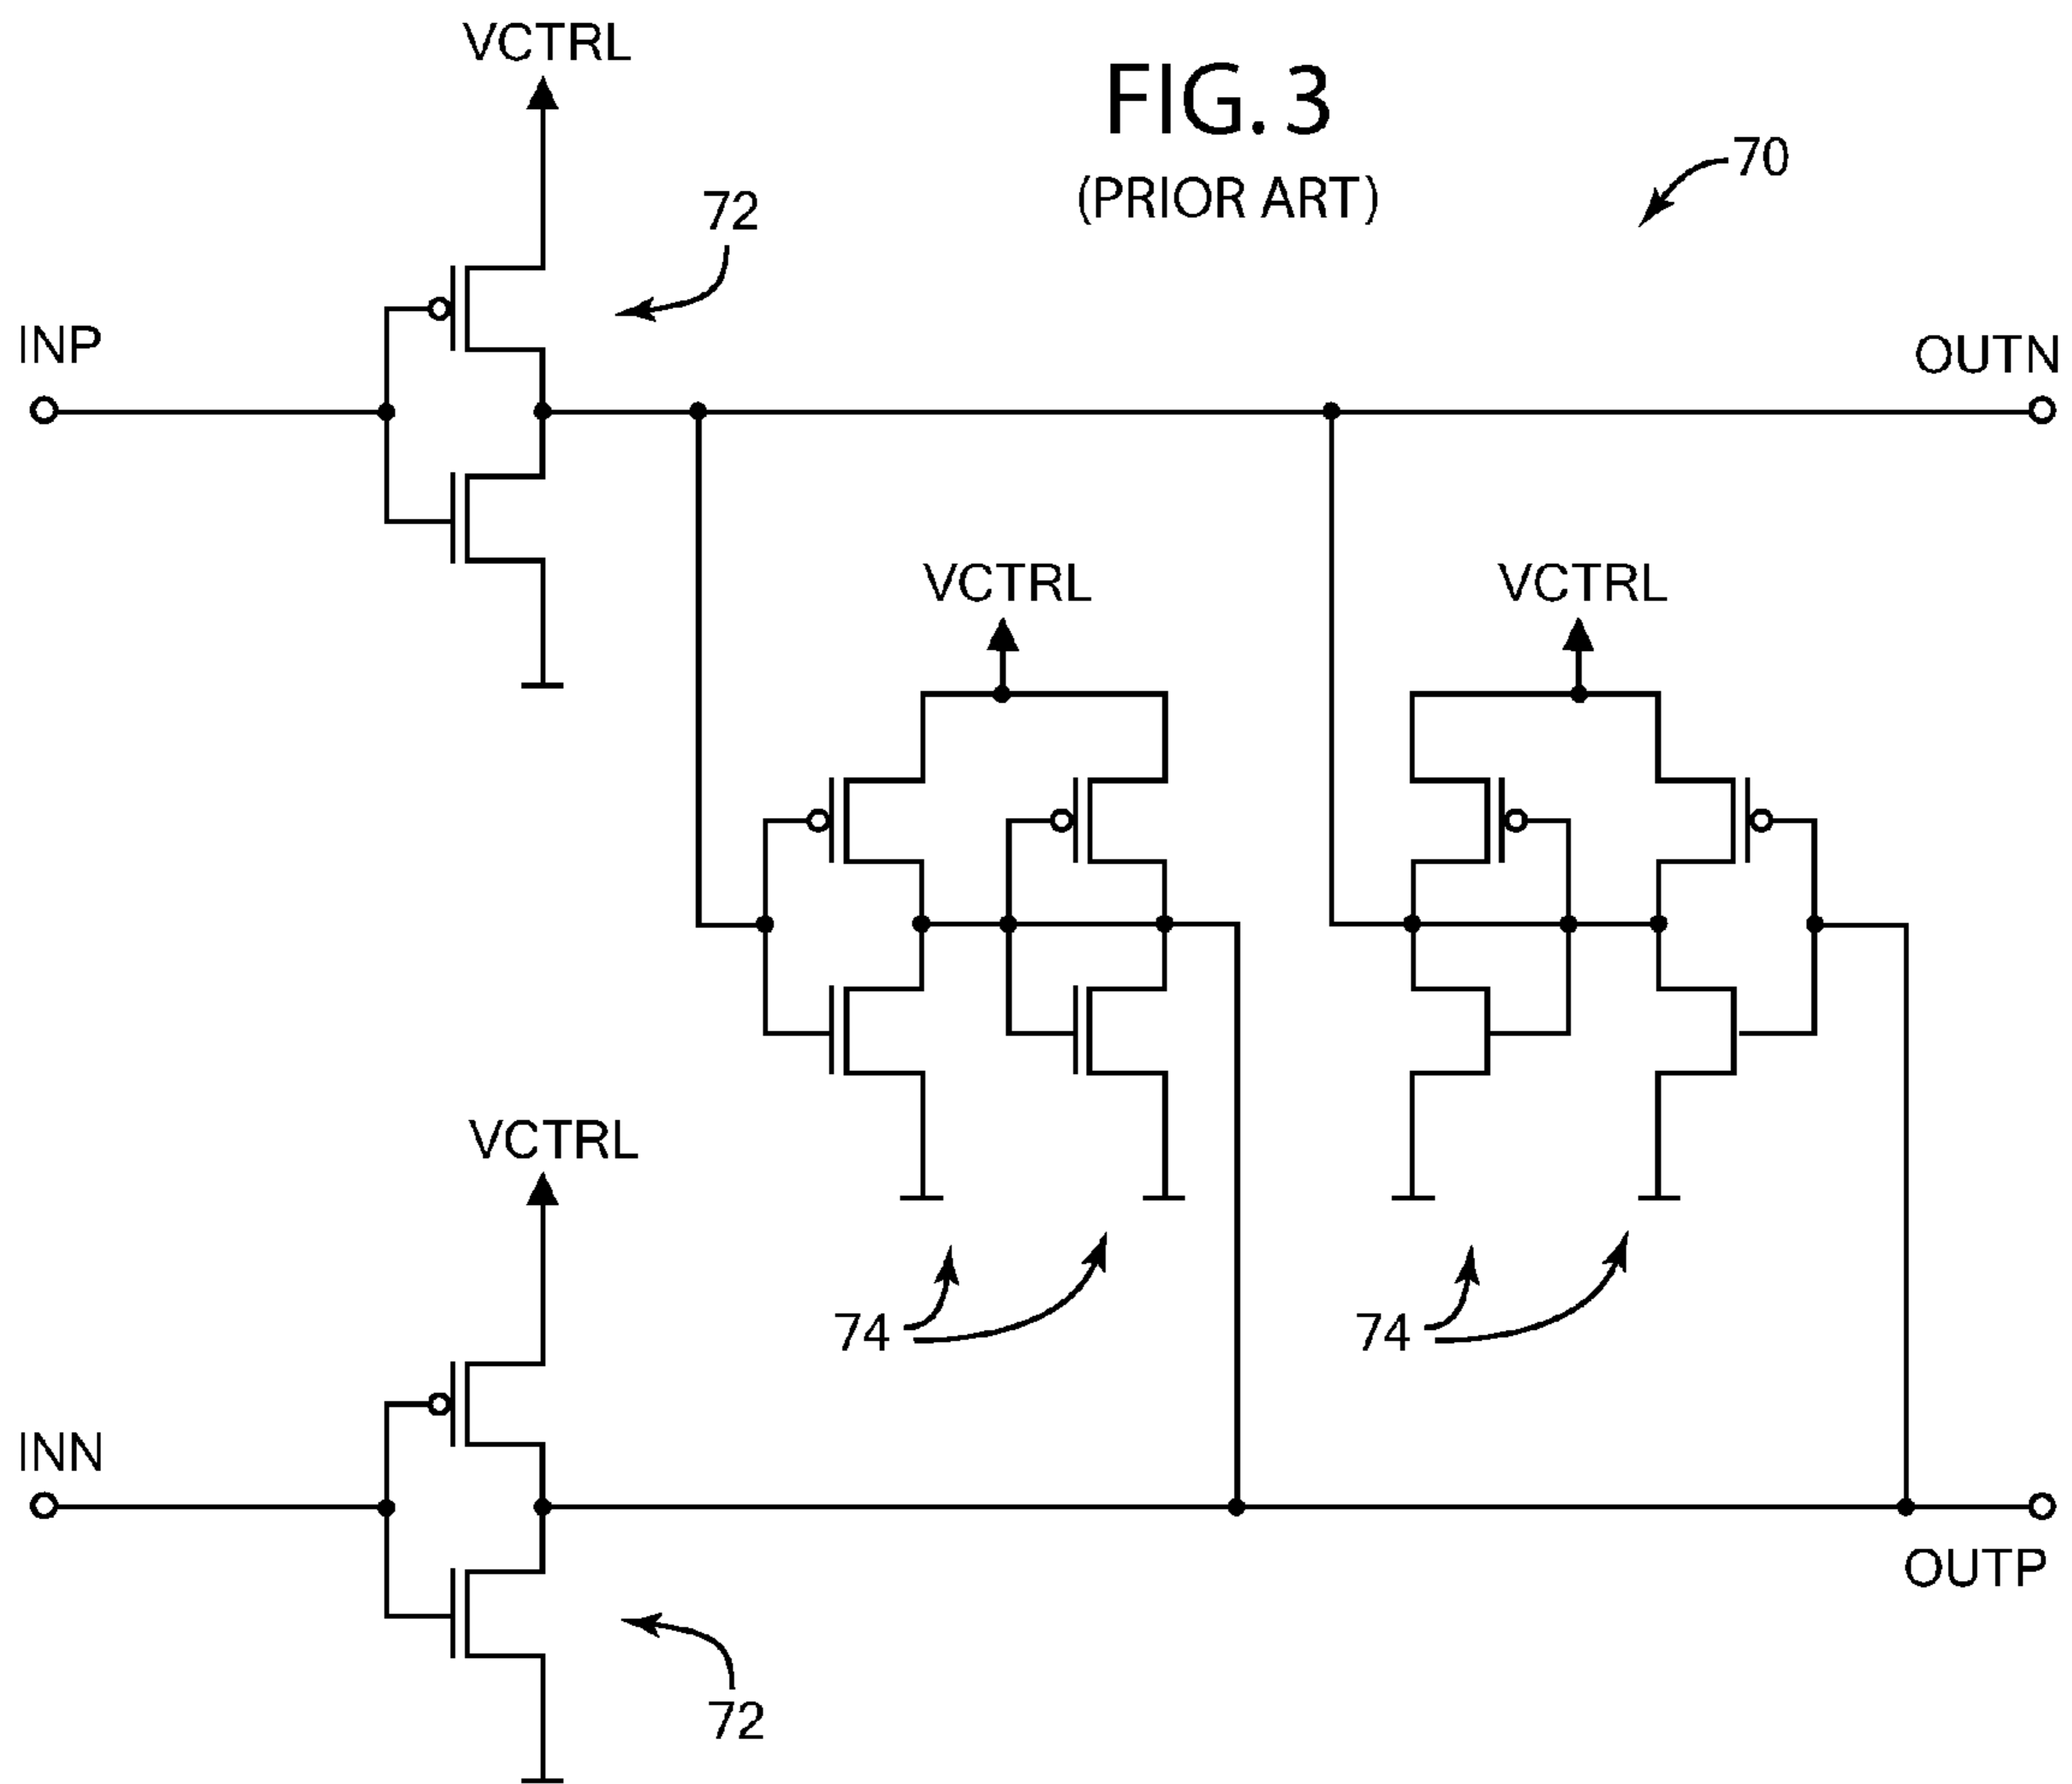 VCTRL
FIG. 3
(PRIOR ART)
70
72
INP
OUTN
VCTRL
VCTRL
VCTRL
74
74
INN
OUTP
72